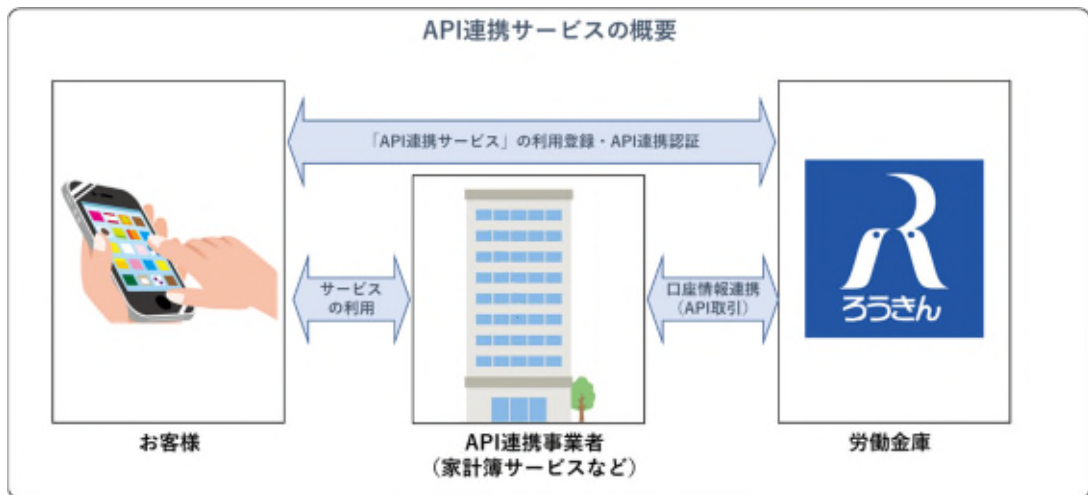 API連携サービスの概要
「API連携サービス」の利用登録・API連携認証
サービス
の利用
口座情報連携
(API取引)
ろうきん
お客様
API連携事業者
(家計簿サービスなど)
労働金庫